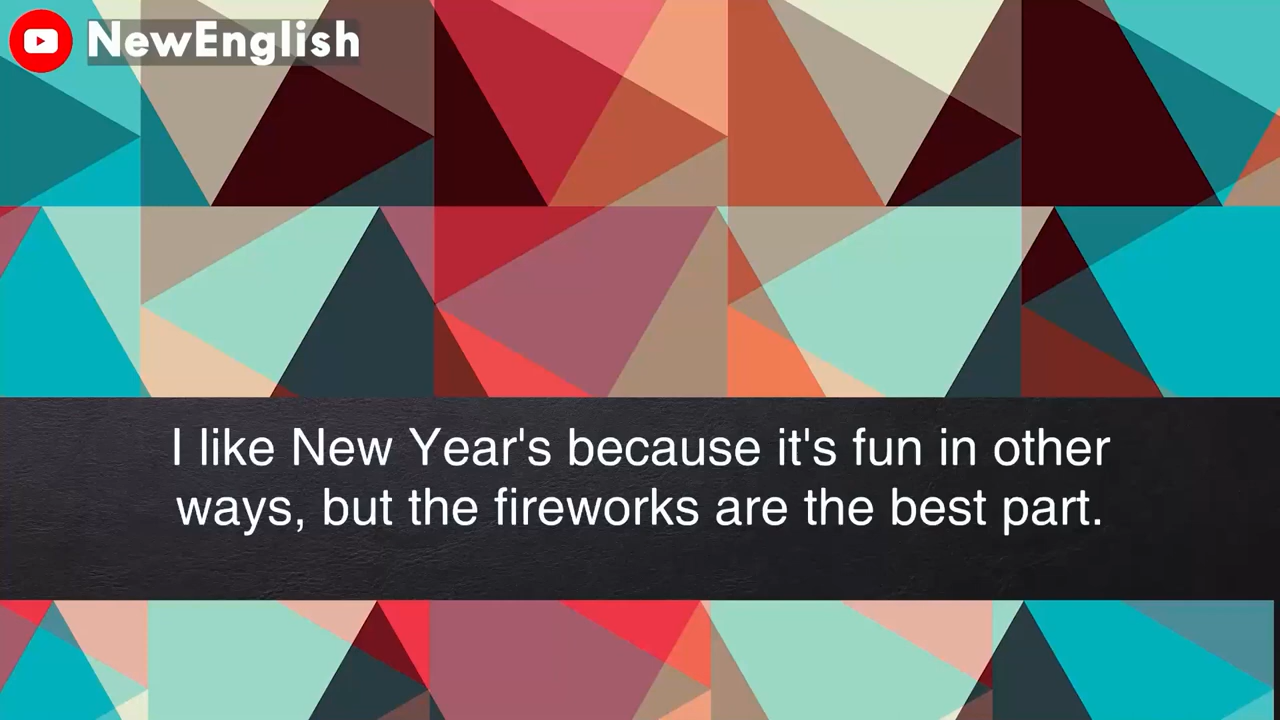 NewEnglish
I like New Year's because it's fun in other
ways, but the fireworks are the best part.